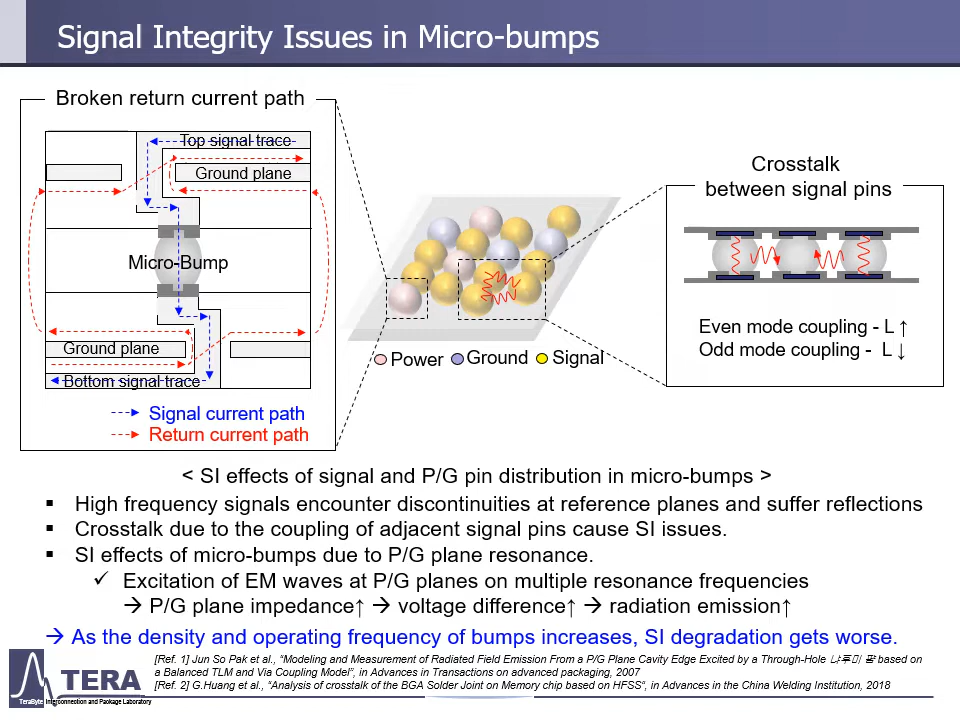 Signal Integrity Issues in Micro-bumps
Broken return current path
Top signal trace
Ground plane
Micro-Bump
Ground plane
Bottom signal trace
Signal current path
Return current path
Power
Ground
Signal
Crosstalk
between signal pins
Even mode coupling - L ↑
Odd mode coupling - L ↓
< SI effects of signal and P/G pin distribution in micro-bumps >
▪ High frequency signals encounter discontinuities at reference planes and suffer reflections
▪ Crosstalk due to the coupling of adjacent signal pins cause SI issues.
▪ SI effects of micro-bumps due to P/G plane resonance.
✓ Excitation of EM waves at P/G planes on multiple resonance frequencies
→ P/G plane impedance↑ → voltage difference↑ → radiation emission↑
→ As the density and operating frequency of bumps increases, SI degradation gets worse.
[Ref. 1] Jun So Pak et al., “Modeling and Measurement of Radiated Field Emission From a P/G Plane Cavity Edge Excited by a Through-Hole based on
a Balanced TLM and Via Coupling Model”, in Advances in Transactions on advanced packaging, 2007
[Ref. 2] G.Huang et al., “Analysis of crosstalk of the BGA Solder Joint on Memory chip based on HFSS“, in Advances in the China Welding Institution, 2018
TERA
TeraByte Interconnection and Package Laboratory